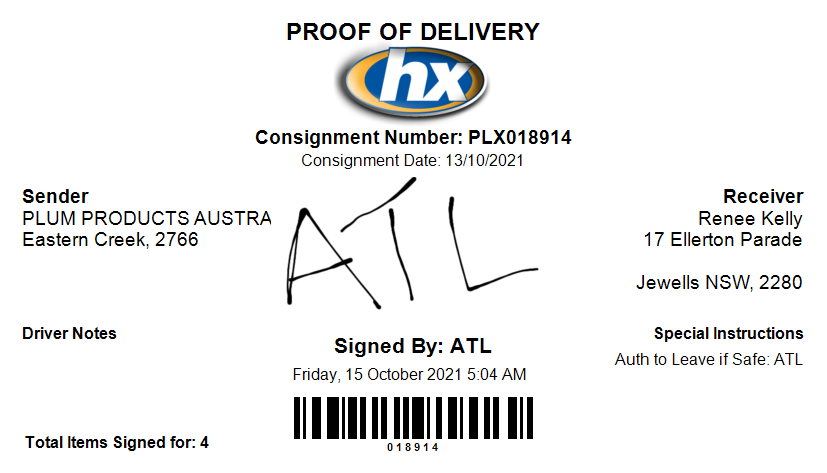 PROOF OF DELIVERY
hx
Consignment Number: PLX018914
Consignment Date: 13/10/2021
Sender
PLUM PRODUCTS AUSTRA
Eastern Creek, 2766
ATL
Receiver
Renee Kelly
17 Ellerton Parade
Jewells NSW, 2280
Driver Notes
Signed By: ATL
Friday, 15 October 2021 5:04 AM
Special Instructions
Auth to Leave if Safe: ATL
Total Items Signed for: 4
018914